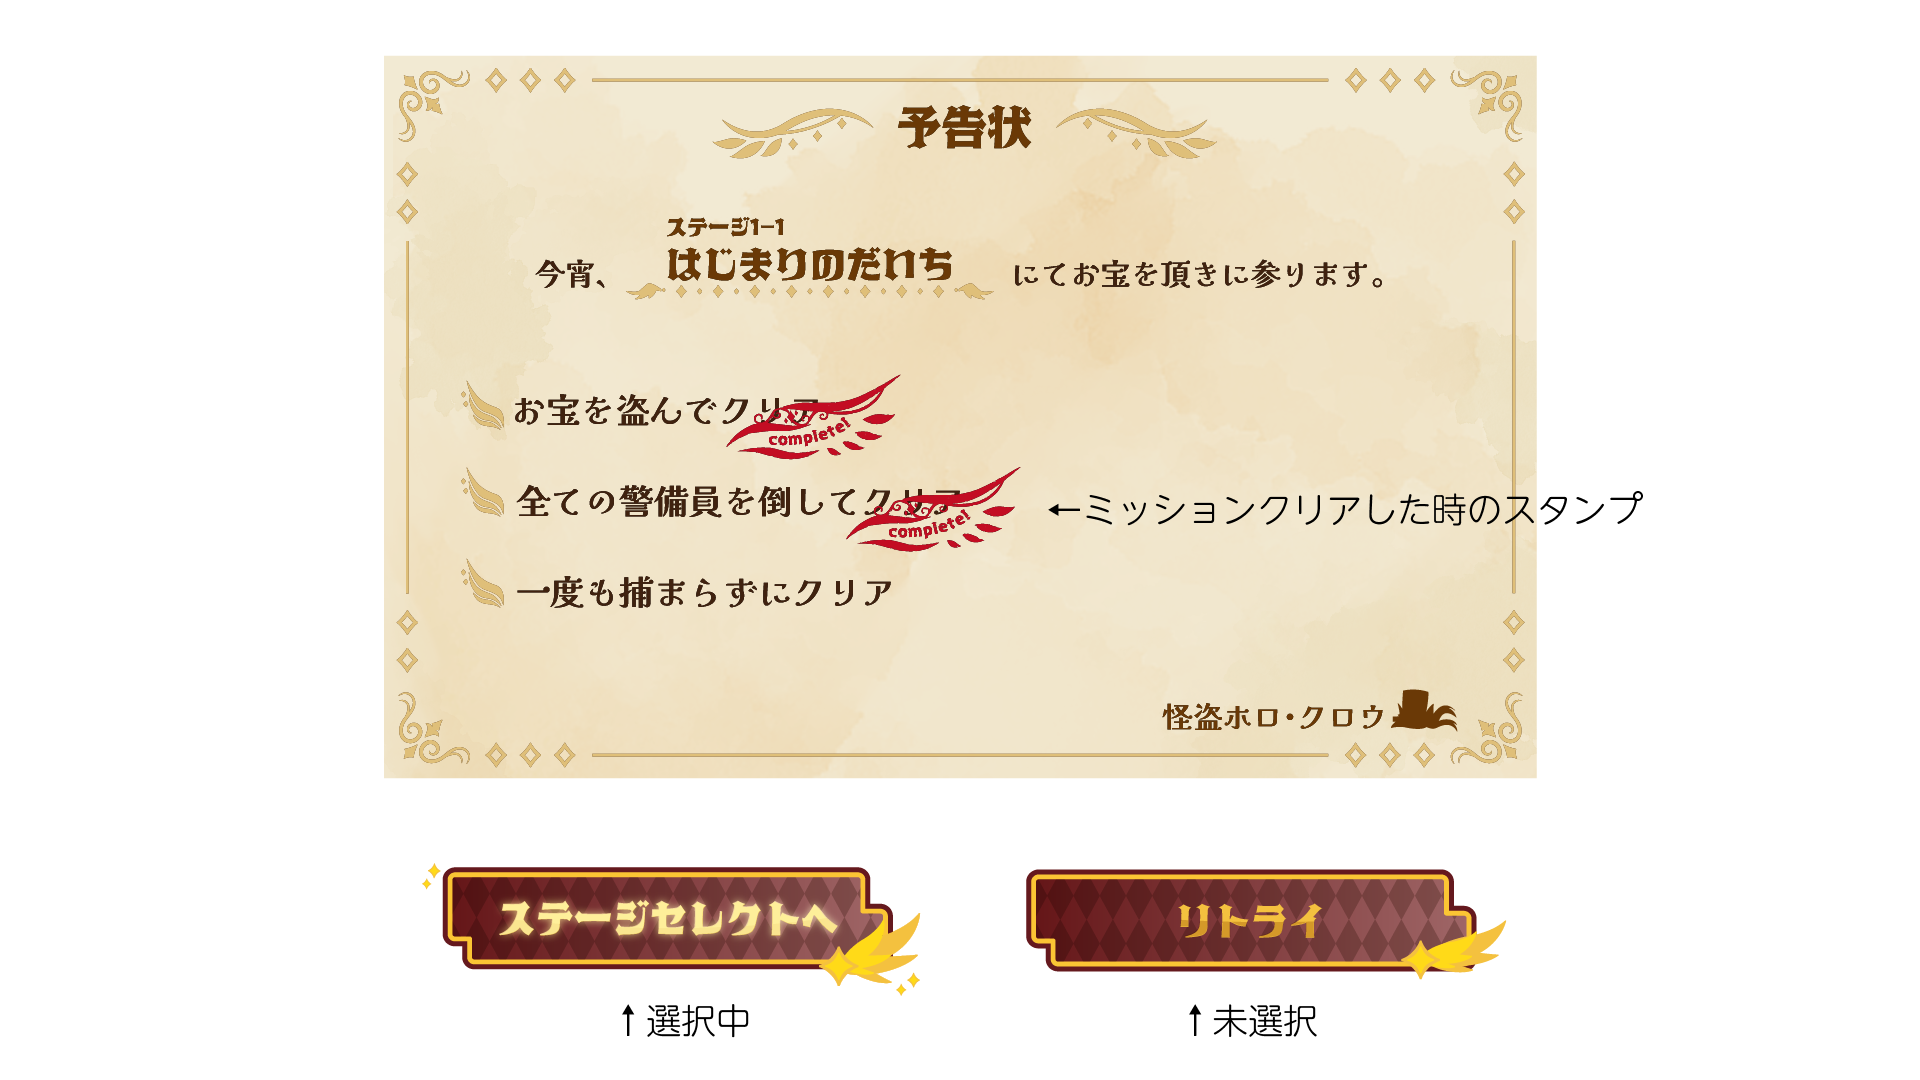 予告状
ステージ1-1
今宵、はじまりのだいちにてお宝を頂きに参ります。
お宝を盗んでクリア
complete!
全ての警備員を倒してクリア
complete!
←ミッションクリアした時のスタンプ
一度も捕まらずにクリア
怪盗ホロ・クロウ
ステージセレクトへ
リトライ
↑選択中
↑未選択